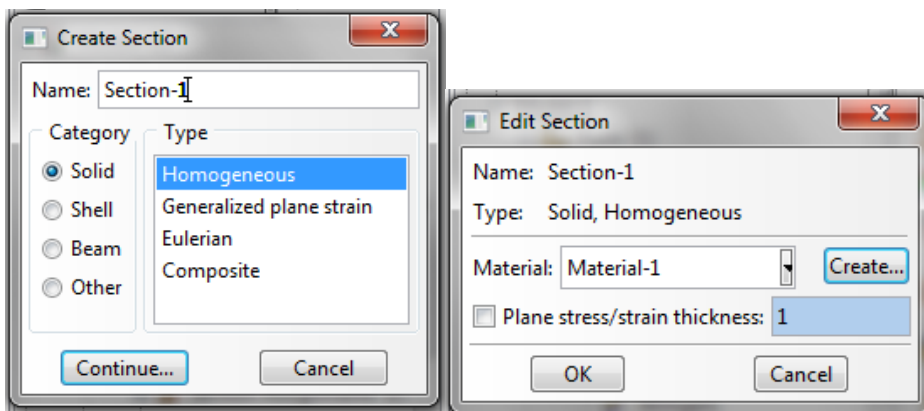 Create Section
Name: Section-1
Category Type
Solid Homogeneous
Shell Generalized plane strain
Beam Eulerian
Other Composite
Continue... Cancel
Edit Section
Name: Section-1
Type: Solid, Homogeneous
Material: Material-1 Create...
Plane stress/strain thickness: 1
OK Cancel